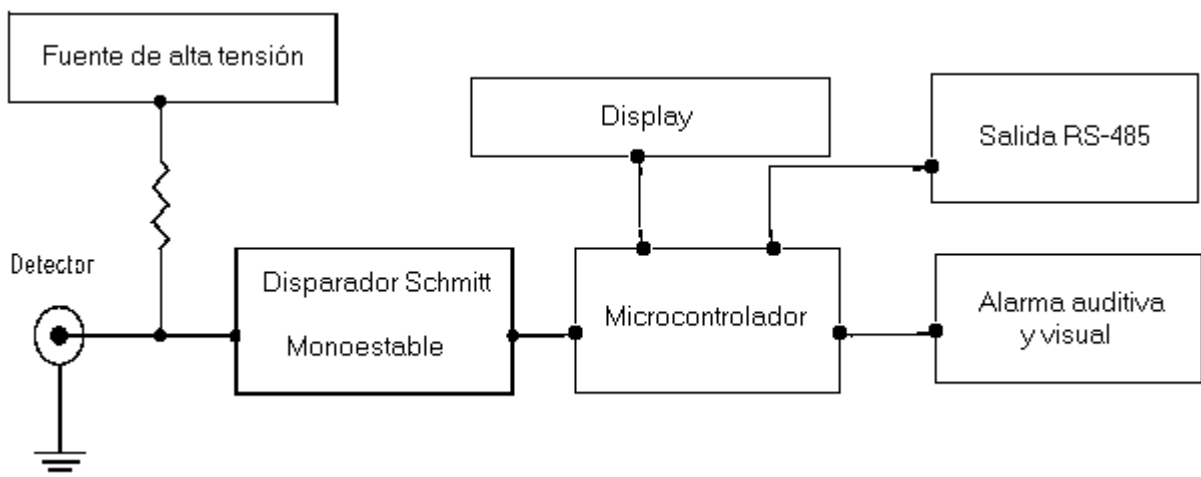 Fuente de alta tensión
Display
Salida RS-485
Detector
Disparador Schmitt
Monoestable
Microcontrolador
Alarma auditiva
y visual